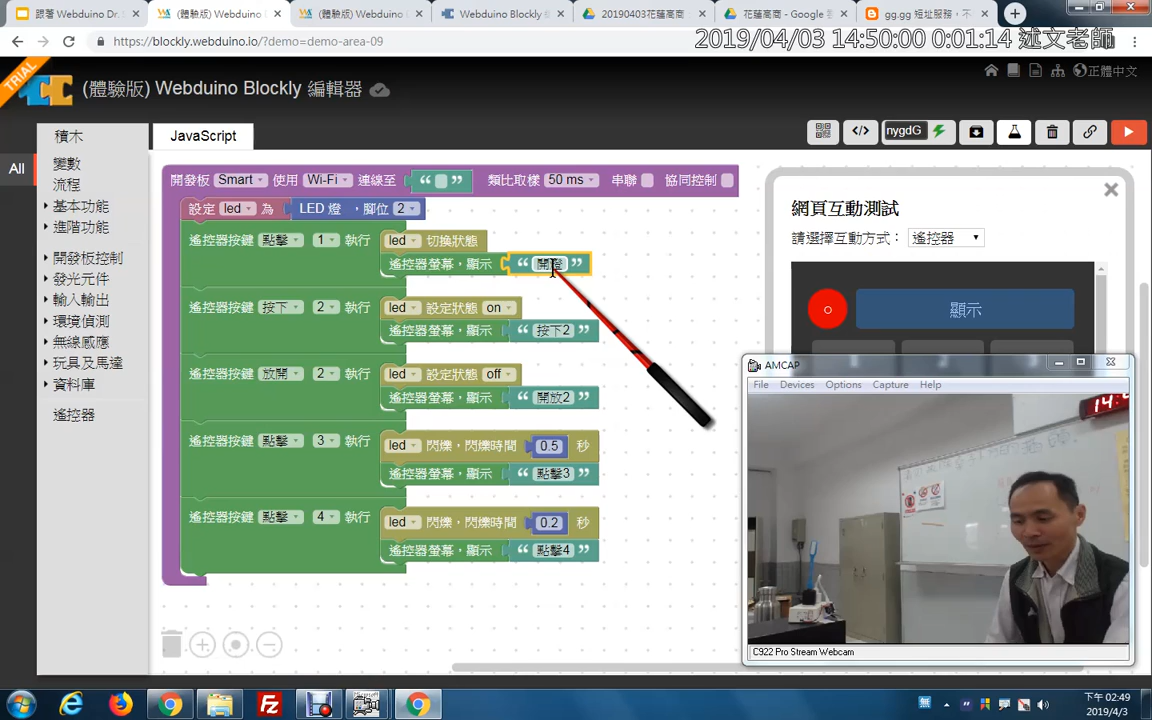 跟著 Webduino Dr.
(體驗版) Webduino
(體驗版) Webduino
Webduino Blockly
20190403花蓮高商
花蓮高商 - Google
gg.gg 短址服務，不
https://blockly.webduino.io/?demo=demo-area-09
2019/04/03 14:50:00 0:01:14 述文老師
TRIAL
(體驗版) Webduino Blockly 編輯器
正體中文
積木
JavaScript
</>
nygdG
All
變數
流程
基本功能
進階功能
開發板控制
發光元件
輸入輸出
環境偵測
無線感應
玩具及馬達
資料庫
遙控器
開發板 Smart 使用 Wi-Fi 連線至 “ ” 類比取樣 50 ms 串聯 協同控制
設定 led 為 LED 燈 ，腳位 2
遙控器按鍵 點擊 1 執行 led 切換狀態
遙控器螢幕，顯示 “ 開燈 ”
遙控器按鍵 按下 2 執行 led 設定狀態 on
遙控器螢幕，顯示 “ 按下2 ”
遙控器按鍵 放開 2 執行 led 設定狀態 off
遙控器螢幕，顯示 “ 開放2 ”
遙控器按鍵 點擊 3 執行 led 閃爍，閃爍時間 0.5 秒
遙控器螢幕，顯示 “ 點擊3 ”
遙控器按鍵 點擊 4 執行 led 閃爍，閃爍時間 0.2 秒
遙控器螢幕，顯示 “ 點擊4 ”
網頁互動測試
請選擇互動方式： 遙控器
顯示
AMCAP
File Devices Options Capture Help
14:
C922 Pro Stream Webcam
下午 02:49
2019/4/3